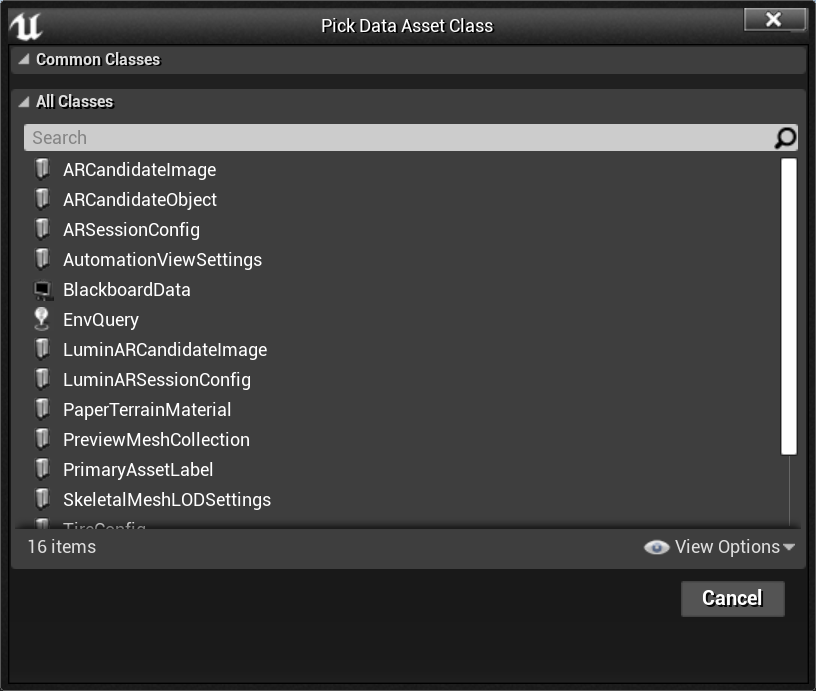 Pick Data Asset Class
Common Classes
All Classes
Search
ARCandidateImage
ARCandidateObject
ARSessionConfig
AutomationViewSettings
BlackboardData
EnvQuery
LuminARCandidateImage
LuminARSessionConfig
PaperTerrainMaterial
PreviewMeshCollection
PrimaryAssetLabel
SkeletalMeshLODSettings
TireConfig
16 items
View Options
Cancel